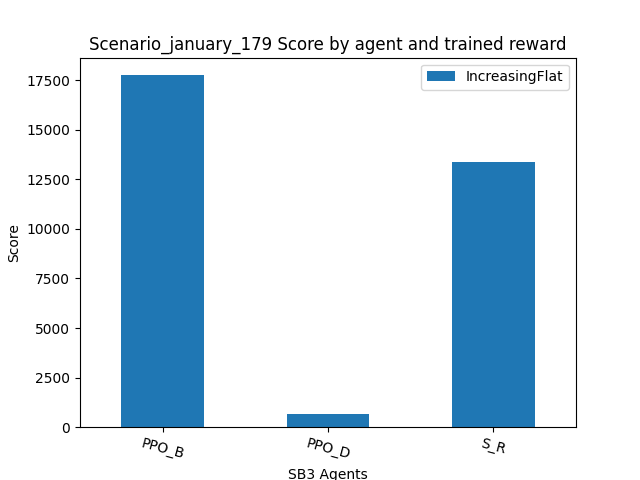 Scenario_january_179 Score by agent and trained reward
IncreasingFlat
17500
15000
12500
10000
7500
5000
2500
0
Score
PPO_B
PPO_D
S_R
SB3 Agents